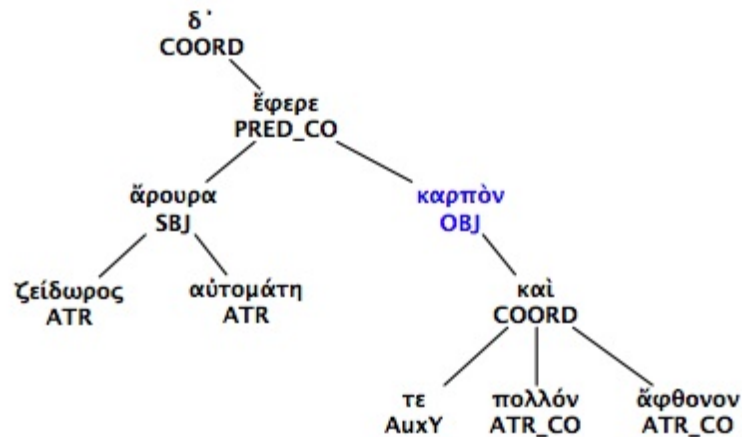 δ᾽
COORD
ἔφερε
PRED_CO
ἄρουρα καρπὸν
SBJ OBJ
ζείδωρος αὐτομάτη καὶ
ATR ATR COORD
τε πολλόν ἄφθονον
AuxY ATR_CO ATR_CO